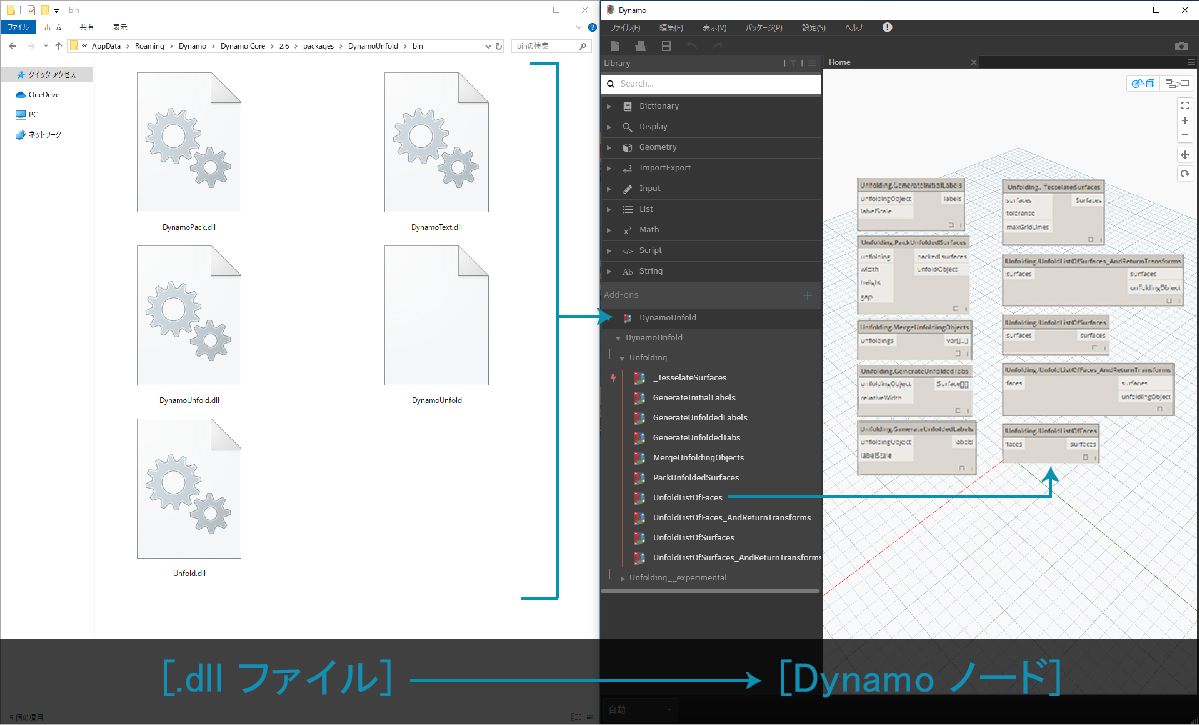 bin
ファイル
共有
表示
« AppData › Roaming › Dynamo › Dynamo Core › 2.6 › packages › DynamoUnfold › bin
binの検索
クイック アクセス
OneDrive
PC
ネットワーク
DynamoPack.dll
DynamoText.dll
DynamoUnfold.dll
DynamoUnfold
Unfold.dll
5 個の項目
Dynamo
ファイル(F)
編集(E)
表示(V)
パッケージ(P)
設定(S)
ヘルプ
Library
Search...
Dictionary
Display
Geometry
ImportExport
Input
List
Math
Script
String
Add-ons
DynamoUnfold
DynamoUnfold
Unfolding
_TesselateSurfaces
GenerateInitialLabels
GenerateUnfoldedLabels
GenerateUnfoldedTabs
MergeUnfoldingObjects
PackUnfoldedSurfaces
UnfoldListOfFaces
UnfoldListOfFaces_AndReturnTransforms
UnfoldListOfSurfaces
UnfoldListOfSurfaces_AndReturnTransforms
Unfolding__experimental
Home
Unfolding.GenerateInitialLabels
unfoldingObject labels
labelScale
Unfolding.PackUnfoldedSurfaces
unfolding packed surfaces
width unfoldObject
height
gap
Unfolding.MergeUnfoldingObjects
unfoldings var[]..[]
Unfolding.GenerateUnfoldedTabs
unfoldingObject Surface[][]
relativeWidth
Unfolding.GenerateUnfoldedLabels
unfoldingObject labels
labelScale
Unfolding._TesselateSurfaces
surfaces Surfaces
tolerance
maxGridLines
Unfolding.UnfoldListOfSurfaces_AndReturnTransforms
surfaces surfaces
unfoldingObject
Unfolding.UnfoldListOfSurfaces
surfaces surfaces
Unfolding.UnfoldListOfFaces_AndReturnTransforms
faces surfaces
unfoldingObject
Unfolding.UnfoldListOfFaces
faces surfaces
自動
[.dll ファイル]
[Dynamo ノード]